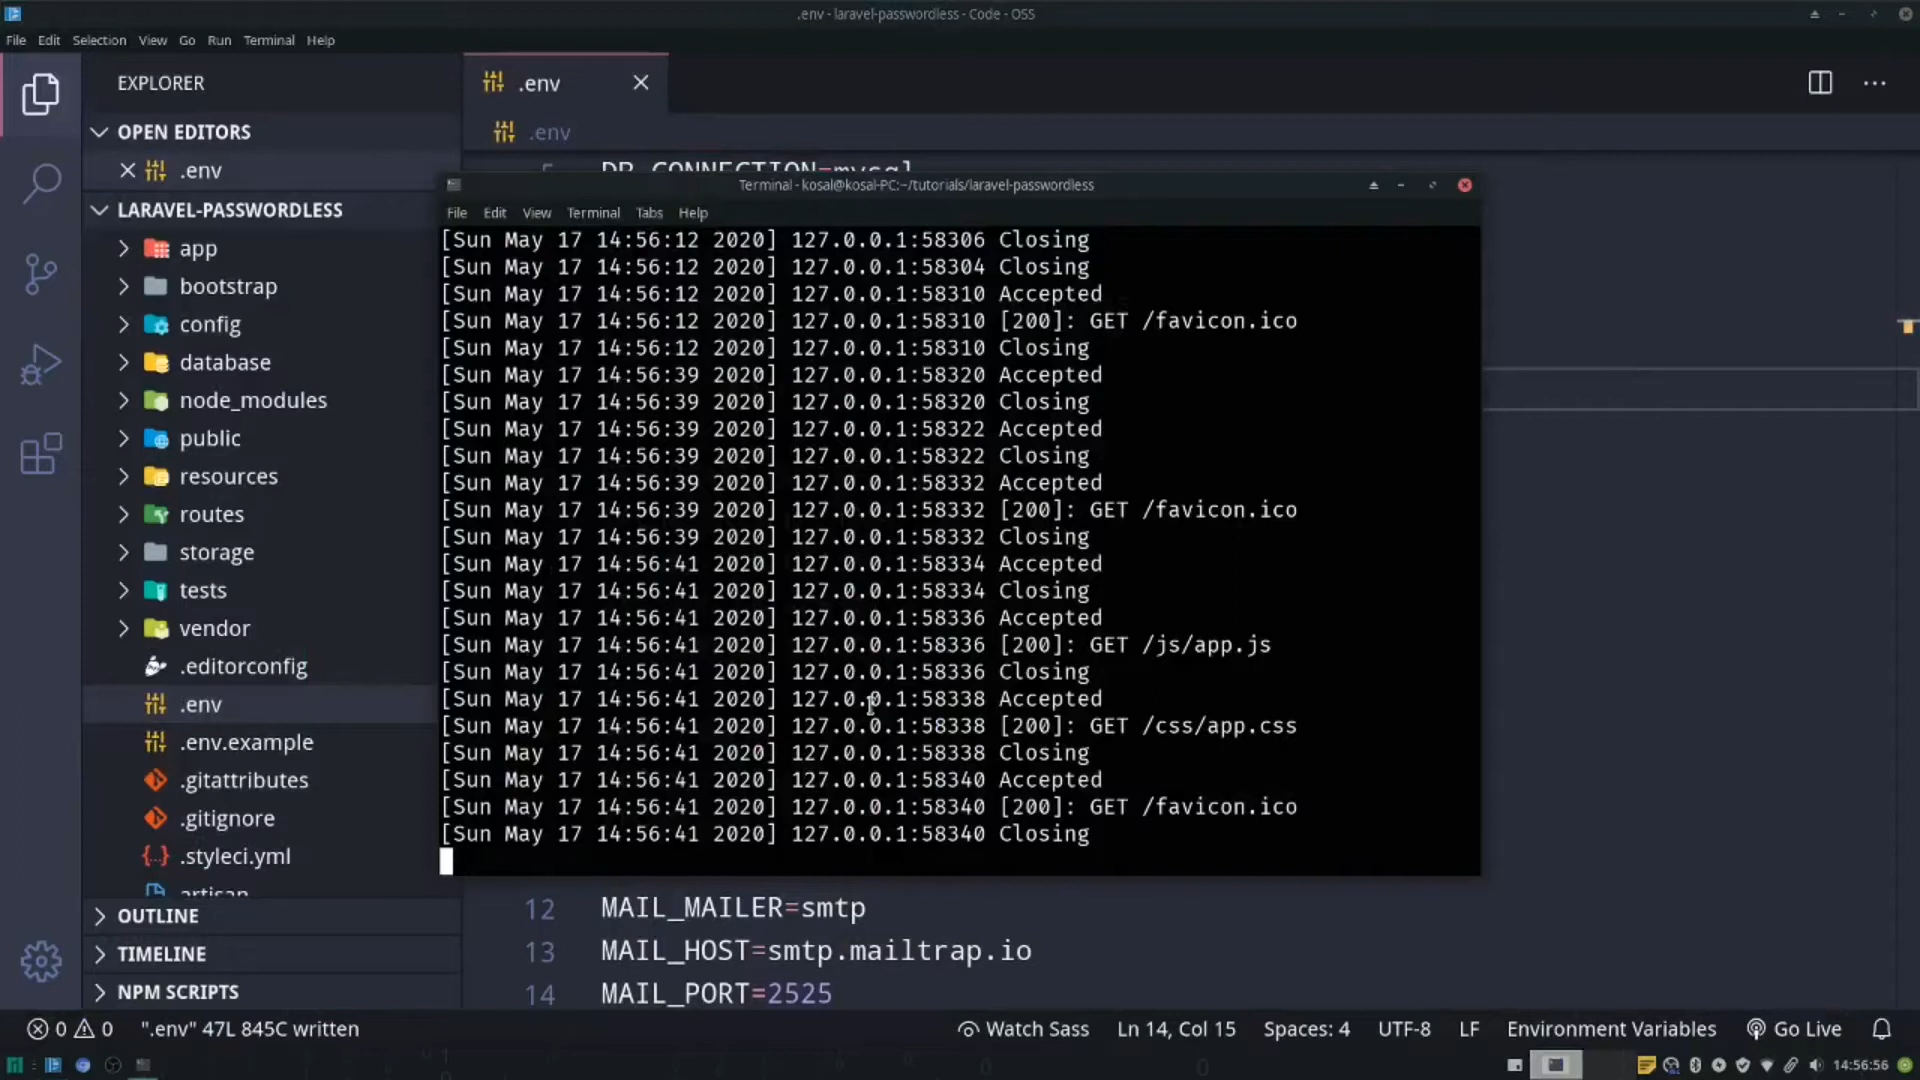 .env - laravel-passwordless - Code - OSS
File Edit Selection View Go Run Terminal Help
EXPLORER
OPEN EDITORS
.env
LARAVEL-PASSWORDLESS
app
bootstrap
config
database
node_modules
public
resources
routes
storage
tests
vendor
.editorconfig
.env
.env.example
.gitattributes
.gitignore
.styleci.yml
artisan
OUTLINE
TIMELINE
NPM SCRIPTS
.env
.env
5 DB_CONNECTION=mysql
Terminal - kosal@kosal-PC:~/tutorials/laravel-passwordless
File Edit View Terminal Tabs Help
[Sun May 17 14:56:12 2020] 127.0.0.1:58306 Closing
[Sun May 17 14:56:12 2020] 127.0.0.1:58304 Closing
[Sun May 17 14:56:12 2020] 127.0.0.1:58310 Accepted
[Sun May 17 14:56:12 2020] 127.0.0.1:58310 [200]: GET /favicon.ico
[Sun May 17 14:56:12 2020] 127.0.0.1:58310 Closing
[Sun May 17 14:56:39 2020] 127.0.0.1:58320 Accepted
[Sun May 17 14:56:39 2020] 127.0.0.1:58320 Closing
[Sun May 17 14:56:39 2020] 127.0.0.1:58322 Accepted
[Sun May 17 14:56:39 2020] 127.0.0.1:58322 Closing
[Sun May 17 14:56:39 2020] 127.0.0.1:58332 Accepted
[Sun May 17 14:56:39 2020] 127.0.0.1:58332 [200]: GET /favicon.ico
[Sun May 17 14:56:39 2020] 127.0.0.1:58332 Closing
[Sun May 17 14:56:41 2020] 127.0.0.1:58334 Accepted
[Sun May 17 14:56:41 2020] 127.0.0.1:58334 Closing
[Sun May 17 14:56:41 2020] 127.0.0.1:58336 Accepted
[Sun May 17 14:56:41 2020] 127.0.0.1:58336 [200]: GET /js/app.js
[Sun May 17 14:56:41 2020] 127.0.0.1:58336 Closing
[Sun May 17 14:56:41 2020] 127.0.0.1:58338 Accepted
[Sun May 17 14:56:41 2020] 127.0.0.1:58338 [200]: GET /css/app.css
[Sun May 17 14:56:41 2020] 127.0.0.1:58338 Closing
[Sun May 17 14:56:41 2020] 127.0.0.1:58340 Accepted
[Sun May 17 14:56:41 2020] 127.0.0.1:58340 [200]: GET /favicon.ico
[Sun May 17 14:56:41 2020] 127.0.0.1:58340 Closing
12 MAIL_MAILER=smtp
13 MAIL_HOST=smtp.mailtrap.io
14 MAIL_PORT=2525
0 0 ".env" 47L 845C written Watch Sass Ln 14, Col 15 Spaces: 4 UTF-8 LF Environment Variables Go Live
14:56:56